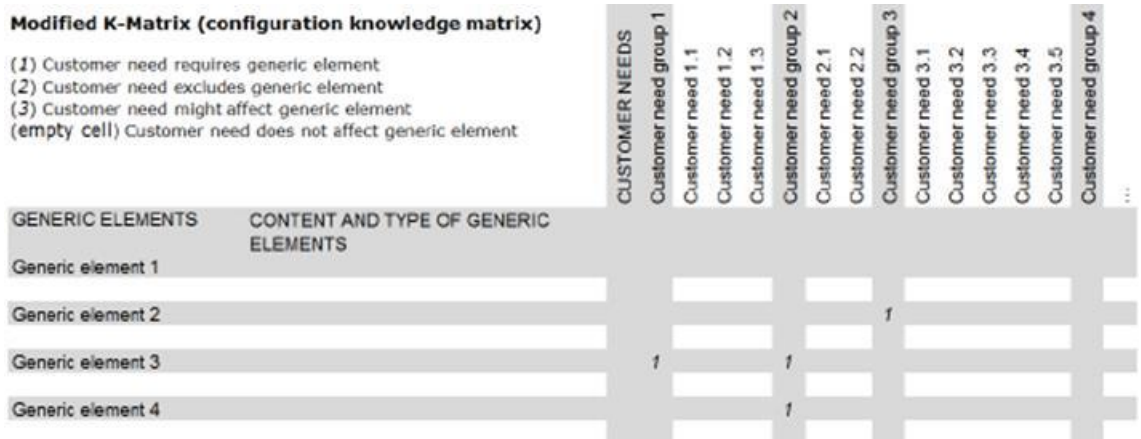 Modified K-Matrix (configuration knowledge matrix)
(1) Customer need requires generic element
(2) Customer need excludes generic element
(3) Customer need might affect generic element
(empty cell) Customer need does not affect generic element
CUSTOMER NEEDS
Customer need group 1
Customer need 1.1
Customer need 1.2
Customer need 1.3
Customer need group 2
Customer need 2.1
Customer need 2.2
Customer need group 3
Customer need 3.1
Customer need 3.2
Customer need 3.3
Customer need 3.4
Customer need 3.5
Customer need group 4
...
GENERIC ELEMENTS CONTENT AND TYPE OF GENERIC
ELEMENTS
Generic element 1
Generic element 2 1
Generic element 3 1 1
Generic element 4 1